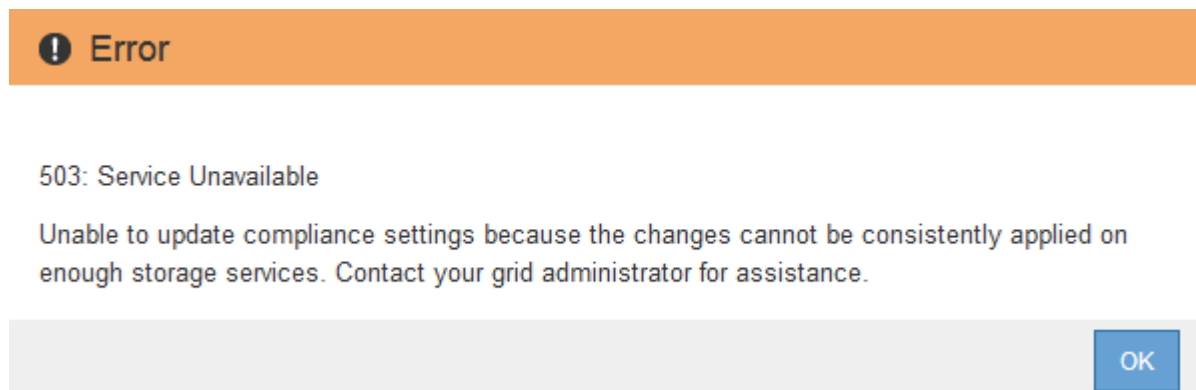 Error
503: Service Unavailable
Unable to update compliance settings because the changes cannot be consistently applied on
enough storage services. Contact your grid administrator for assistance.
OK